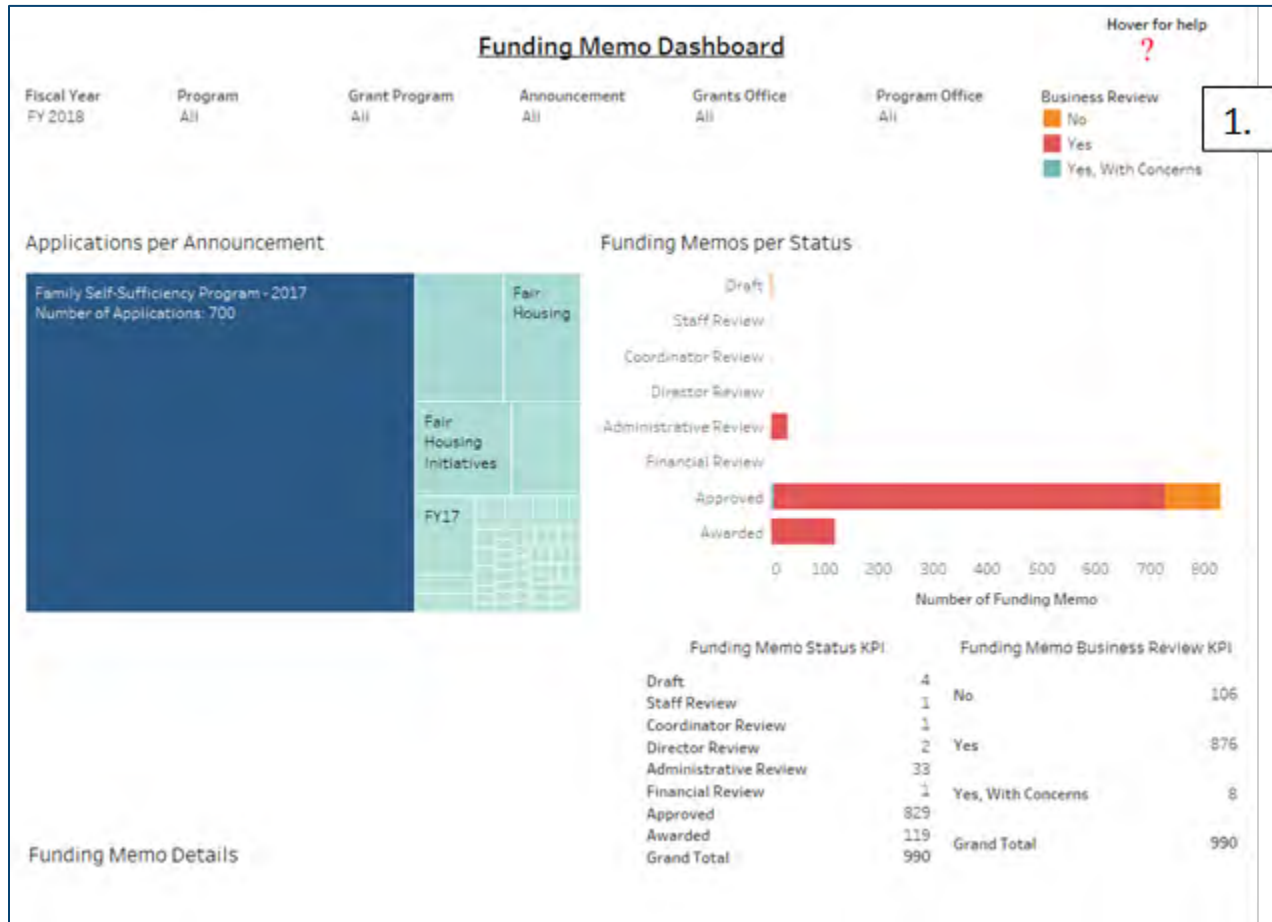 Hover for help
?
Funding Memo Dashboard
Fiscal Year
FY 2018
Program
All
Grant Program
All
Announcement
All
Grants Office
All
Program Office
All
Business Review
No
Yes
Yes, With Concerns
1.
Applications per Announcement
Family Self-Sufficiency Program - 2017
Number of Applications: 700
Fair
Housing
Fair
Housing
Initiatives
FY17
Funding Memos per Status
Draft
Staff Review
Coordinator Review
Director Review
Administrative Review
Financial Review
Approved
Awarded
0 100 200 300 400 500 600 700 800
Number of Funding Memo
Funding Memo Status KPI
Draft 4
Staff Review 1
Coordinator Review 1
Director Review 2
Administrative Review 33
Financial Review 1
Approved 829
Awarded 119
Grand Total 990
Funding Memo Business Review KPI
No 106
Yes 876
Yes, With Concerns 8
Grand Total 990
Funding Memo Details